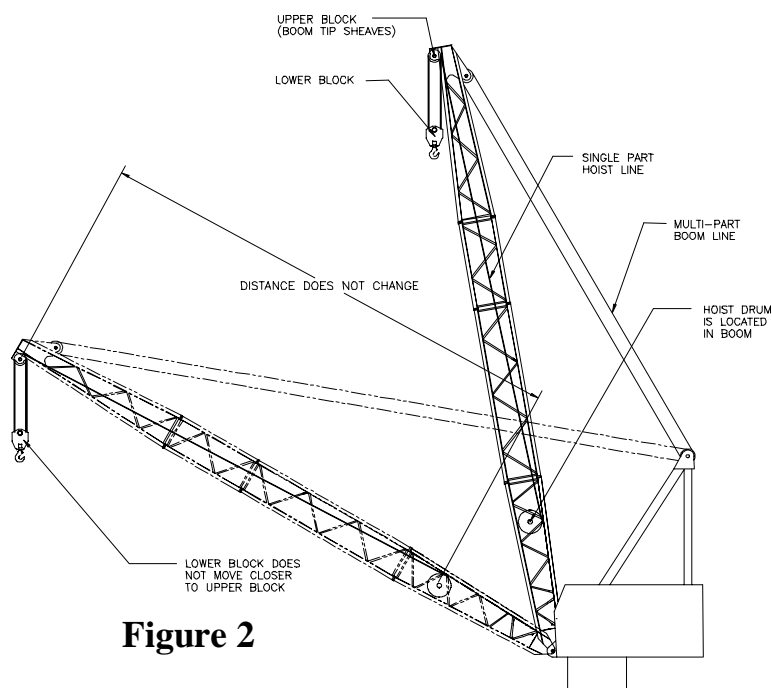 UPPER BLOCK
(BOOM TIP SHEAVES)
LOWER BLOCK
SINGLE PART
HOIST LINE
MULTI-PART
BOOM LINE
DISTANCE DOES NOT CHANGE
HOIST DRUM
IS LOCATED
IN BOOM
LOWER BLOCK DOES
NOT MOVE CLOSER
TO UPPER BLOCK
Figure 2